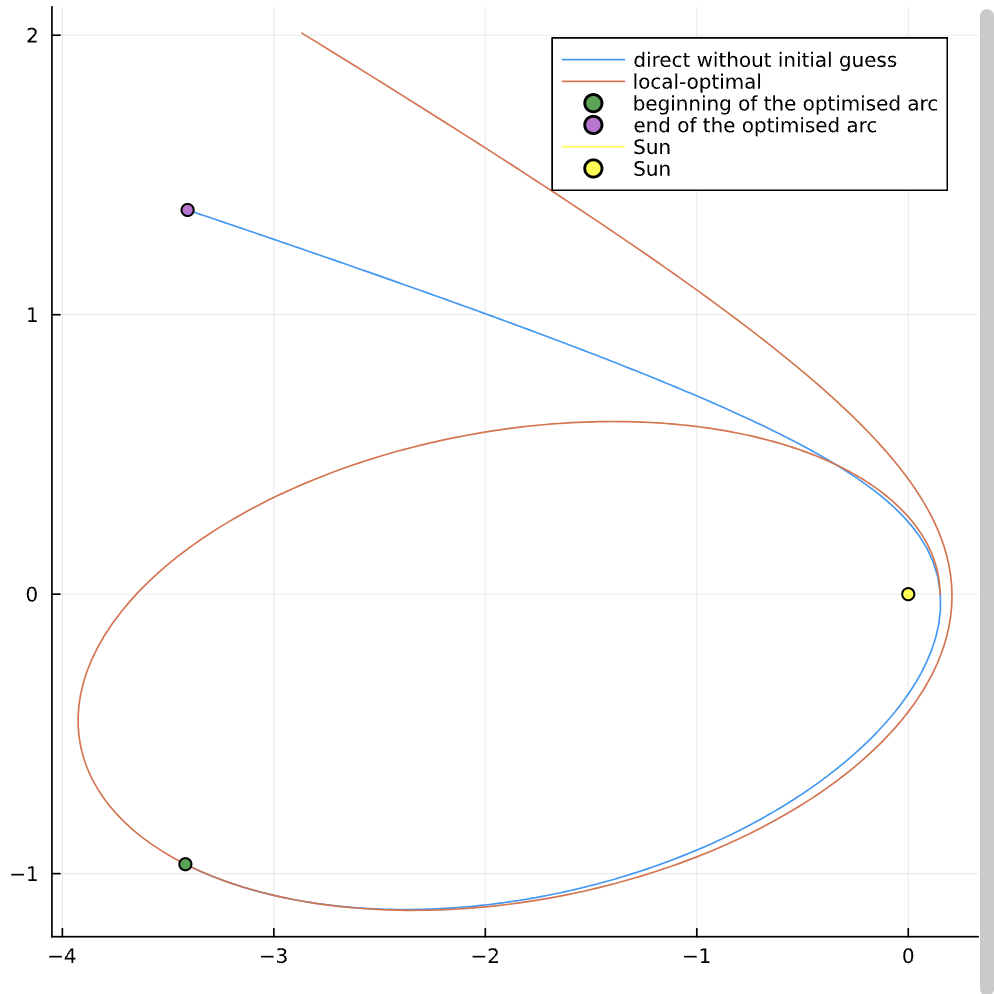 direct without initial guess
local-optimal
beginning of the optimised arc
end of the optimised arc
Sun
Sun
2
1
0
−1
−4
−3
−2
−1
0